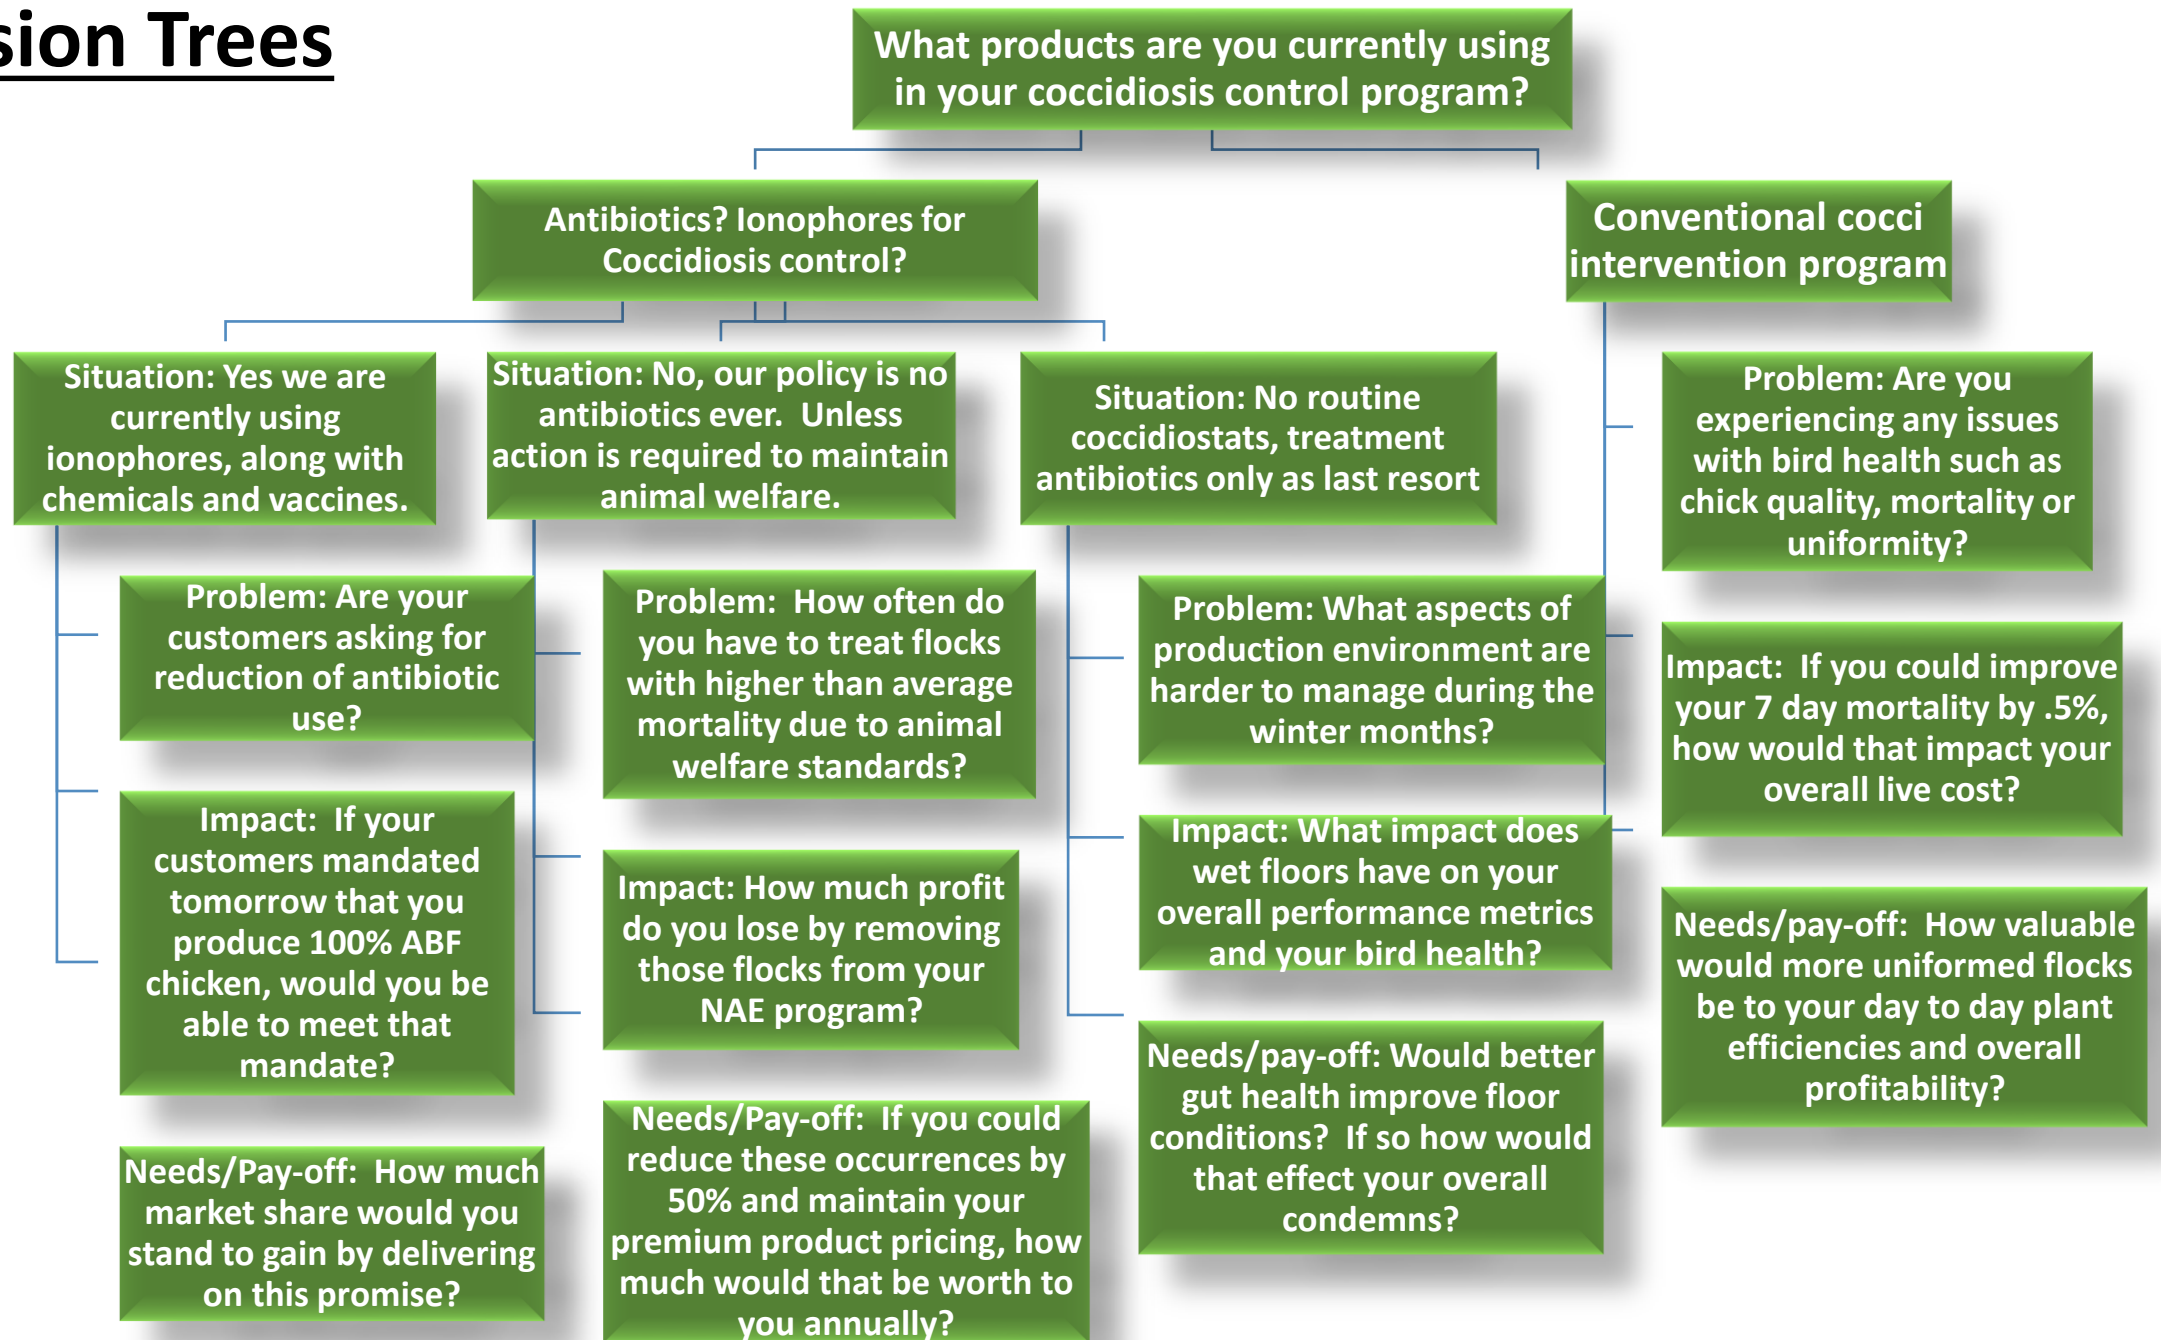 sion Trees
What products are you currently using
in your coccidiosis control program?
Antibiotics? Ionophores for
Coccidiosis control?
Conventional cocci
intervention program
Situation: Yes we are
currently using
ionophores, along with
chemicals and vaccines.
Problem: Are your
customers asking for
reduction of antibiotic
use?
Impact:  If your
customers mandated
tomorrow that you
produce 100% ABF
chicken, would you be
able to meet that
mandate?
Needs/Pay-off:  How much
market share would you
stand to gain by delivering
on this promise?
Situation: No, our policy is no
antibiotics ever.  Unless
action is required to maintain
animal welfare.
Problem:  How often do
you have to treat flocks
with higher than average
mortality due to animal
welfare standards?
Impact: How much profit
do you lose by removing
those flocks from your
NAE program?
Needs/Pay-off:  If you could
reduce these occurrences by
50% and maintain your
premium product pricing, how
much would that be worth to
you annually?
Situation: No routine
coccidiostats, treatment
antibiotics only as last resort
Problem: What aspects of
production environment are
harder to manage during the
winter months?
Impact: What impact does
wet floors have on your
overall performance metrics
and your bird health?
Needs/pay-off: Would better
gut health improve floor
conditions?  If so how would
that effect your overall
condemns?
Problem: Are you
experiencing any issues
with bird health such as
chick quality, mortality or
uniformity?
Impact:  If you could improve
your 7 day mortality by .5%,
how would that impact your
overall live cost?
Needs/pay-off:  How valuable
would more uniformed flocks
be to your day to day plant
efficiencies and overall
profitability?